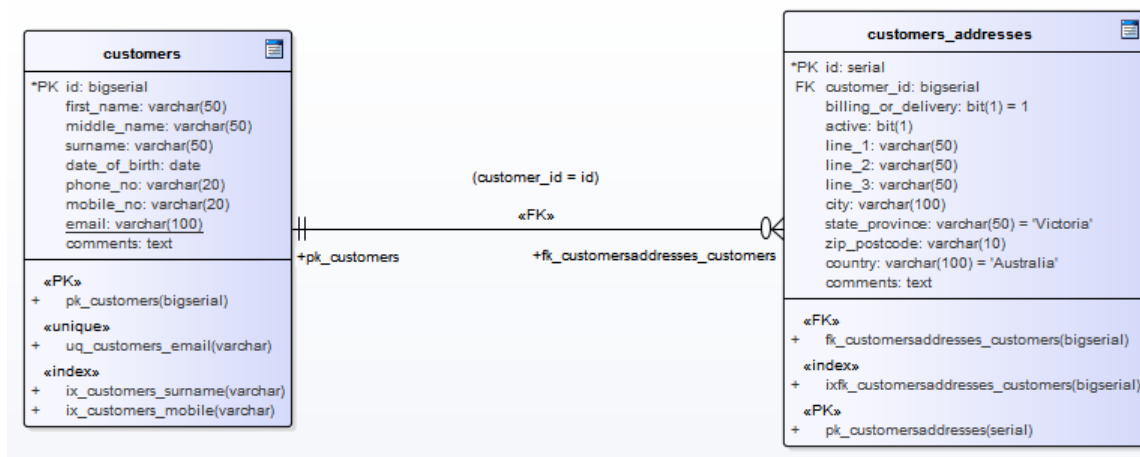 customers
*PK id: bigserial
first_name: varchar(50)
middle_name: varchar(50)
surname: varchar(50)
date_of_birth: date
phone_no: varchar(20)
mobile_no: varchar(20)
email: varchar(100)
comments: text
«PK»
+ pk_customers(bigserial)
«unique»
+ uq_customers_email(varchar)
«index»
+ ix_customers_surname(varchar)
+ ix_customers_mobile(varchar)
(customer_id = id)
«FK»
+pk_customers
+fk_customersaddresses_customers
customers_addresses
*PK id: serial
FK customer_id: bigserial
billing_or_delivery: bit(1) = 1
active: bit(1)
line_1: varchar(50)
line_2: varchar(50)
line_3: varchar(50)
city: varchar(100)
state_province: varchar(50) = 'Victoria'
zip_postcode: varchar(10)
country: varchar(100) = 'Australia'
comments: text
«FK»
+ fk_customersaddresses_customers(bigserial)
«index»
+ ixfk_customersaddresses_customers(bigserial)
«PK»
+ pk_customersaddresses(serial)